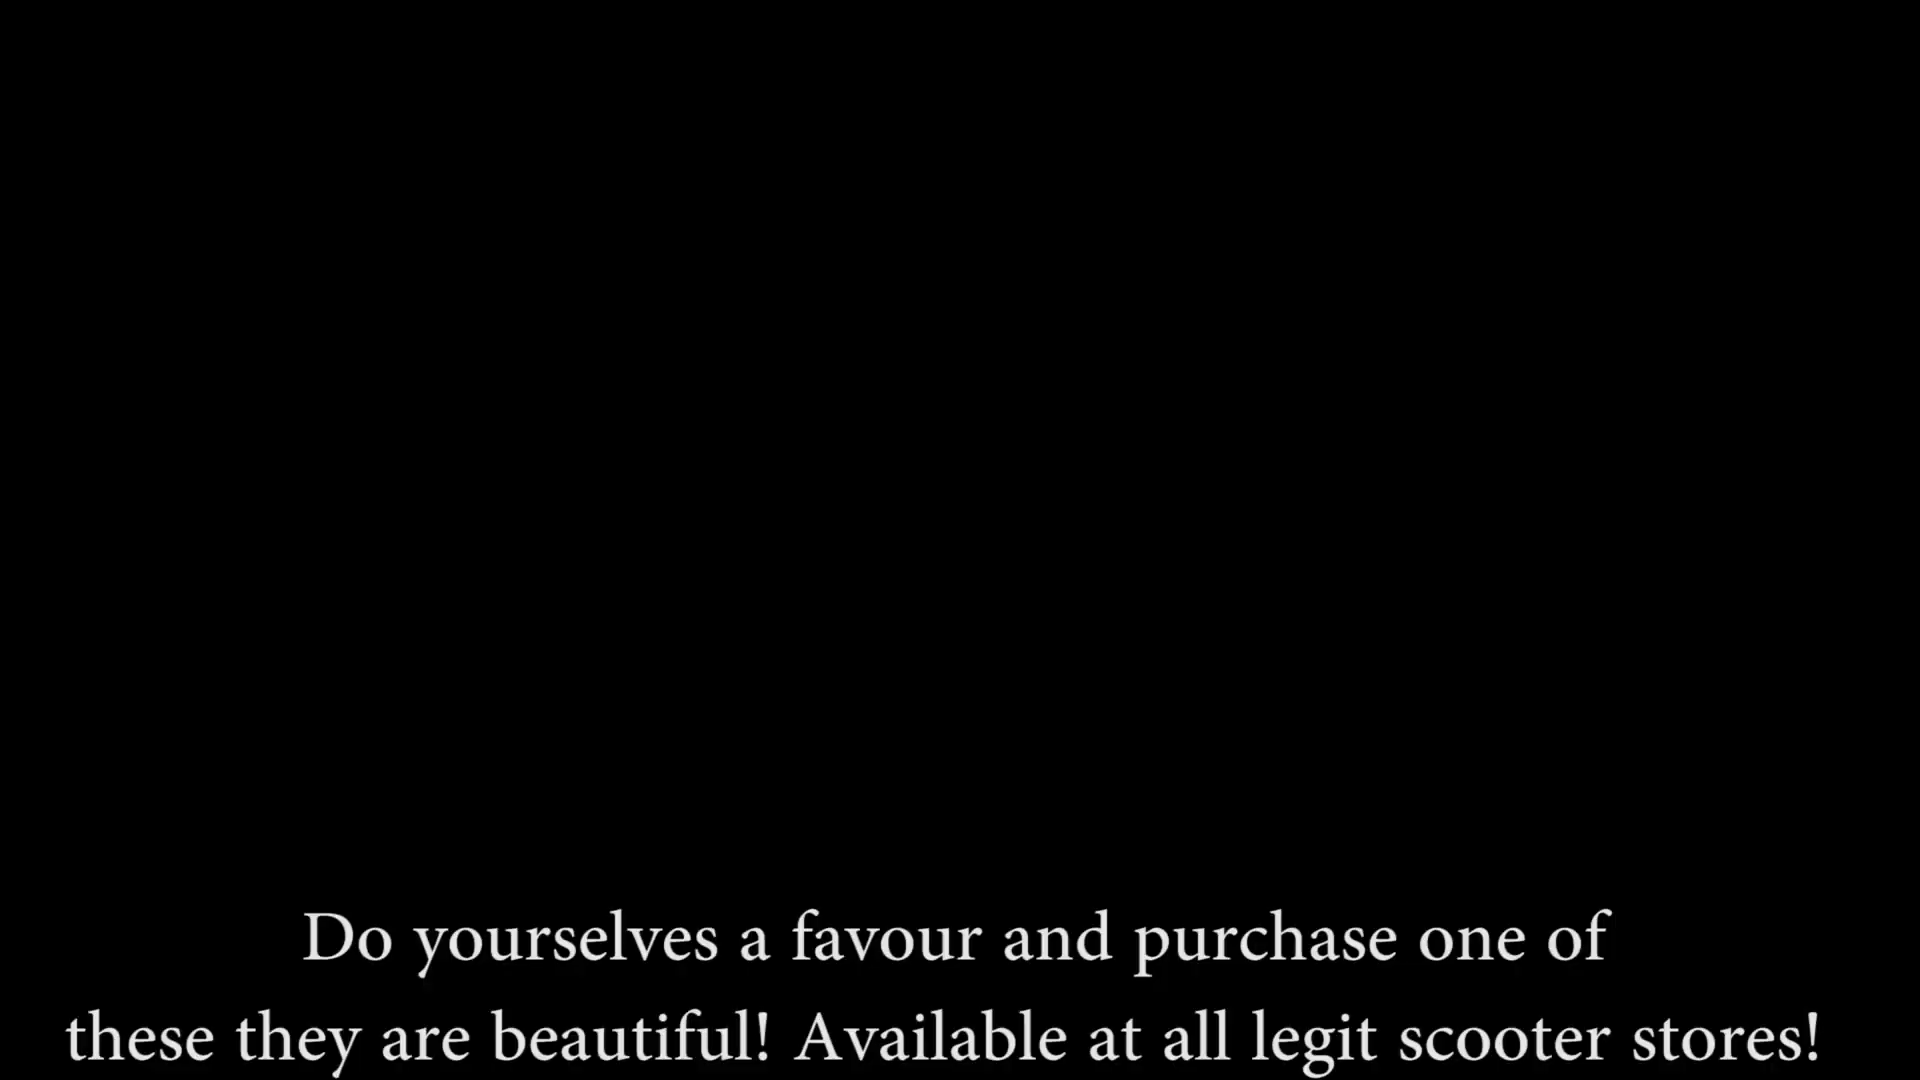 Do yourselves a favour and purchase one of
these they are beautiful! Available at all legit scooter stores!